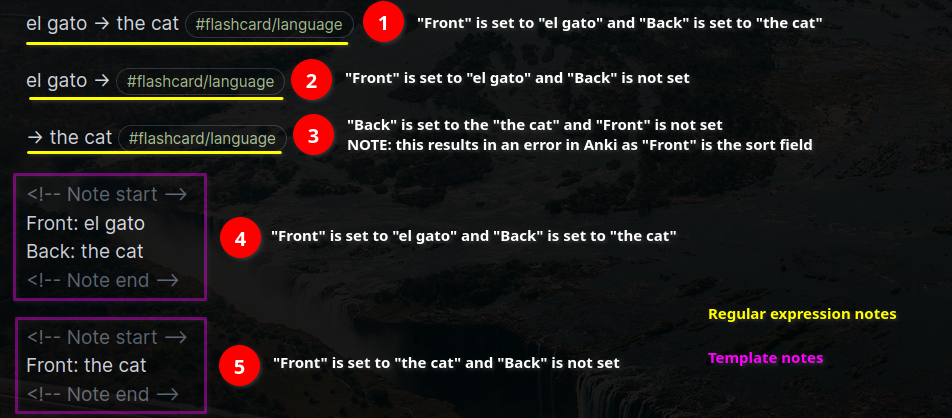 el gato → the cat #flashcard/language 1 "Front" is set to "el gato" and "Back" is set to "the cat"
el gato → #flashcard/language 2 "Front" is set to "el gato" and "Back" is not set
→ the cat #flashcard/language 3 "Back" is set to the "the cat" and "Front" is not set
NOTE: this results in an error in Anki as "Front" is the sort field
<!-- Note start -->
Front: el gato
Back: the cat
<!-- Note end -->
4 "Front" is set to "el gato" and "Back" is set to "the cat"
<!-- Note start -->
Front: the cat
<!-- Note end -->
5 "Front" is set to "the cat" and "Back" is not set
Regular expression notes
Template notes